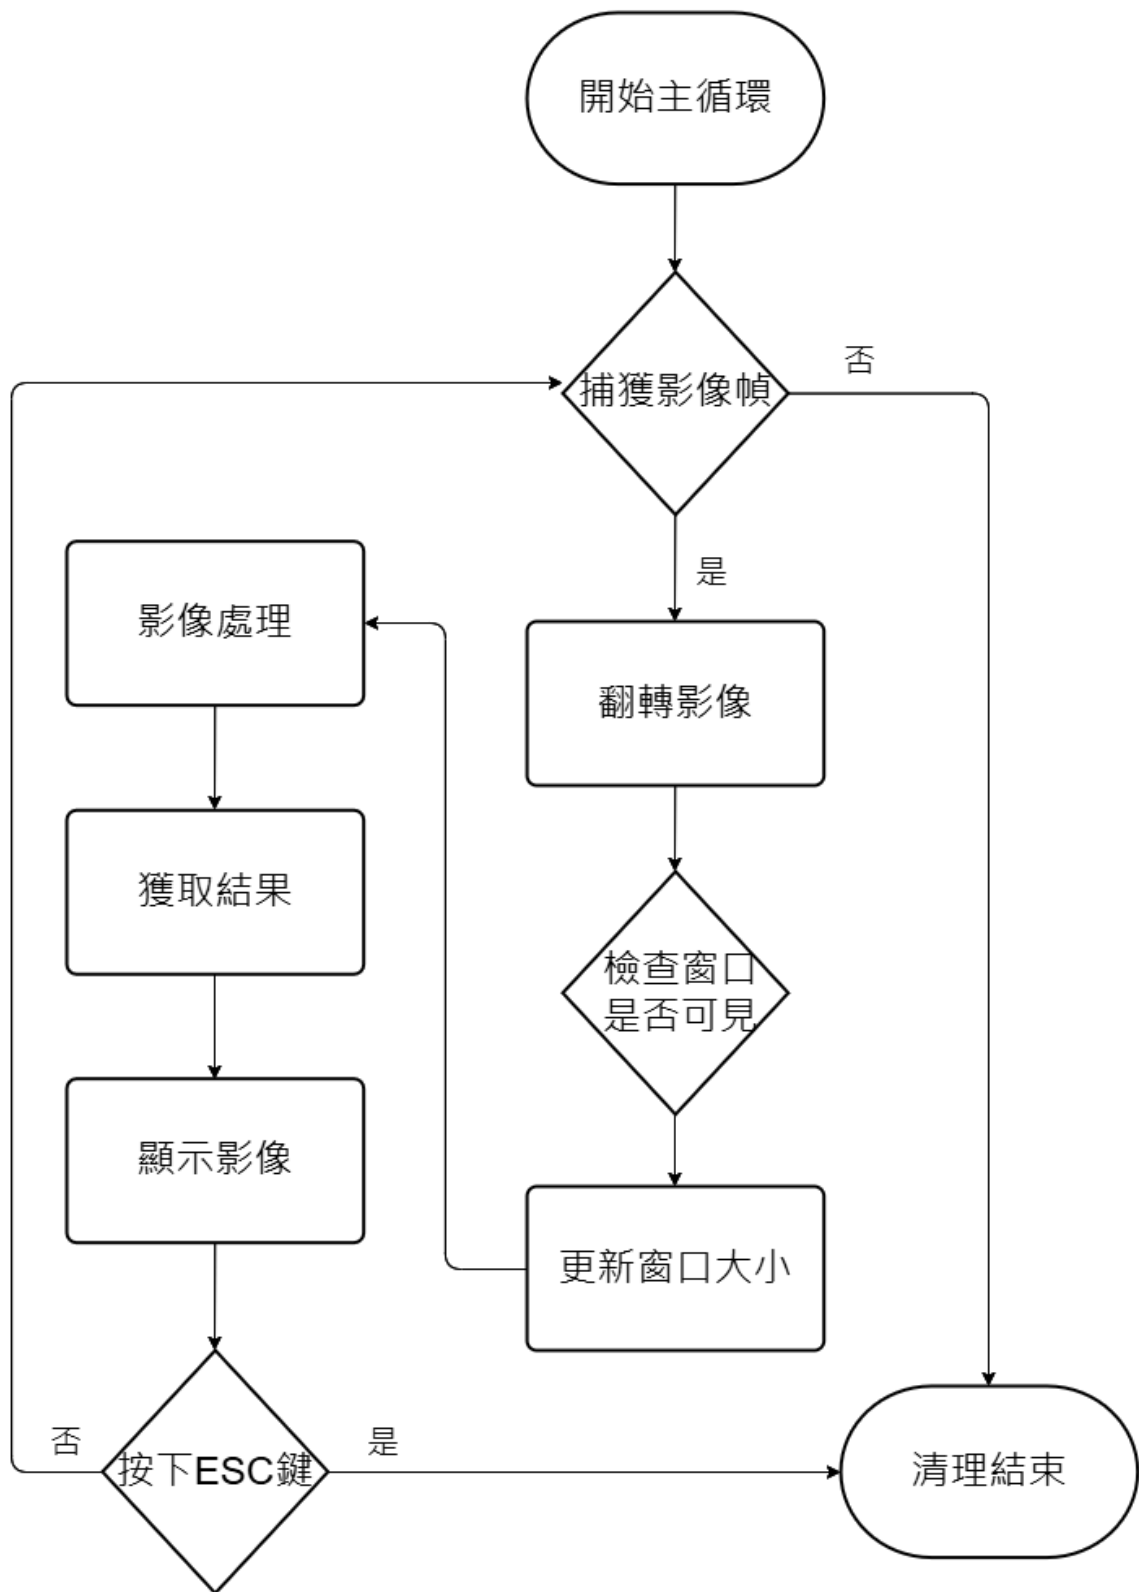 開始主循環
捕獲影像幀
否
是
翻轉影像
檢查窗口
是否可見
更新窗口大小
影像處理
獲取結果
顯示影像
按下ESC鍵
否
是
清理結束